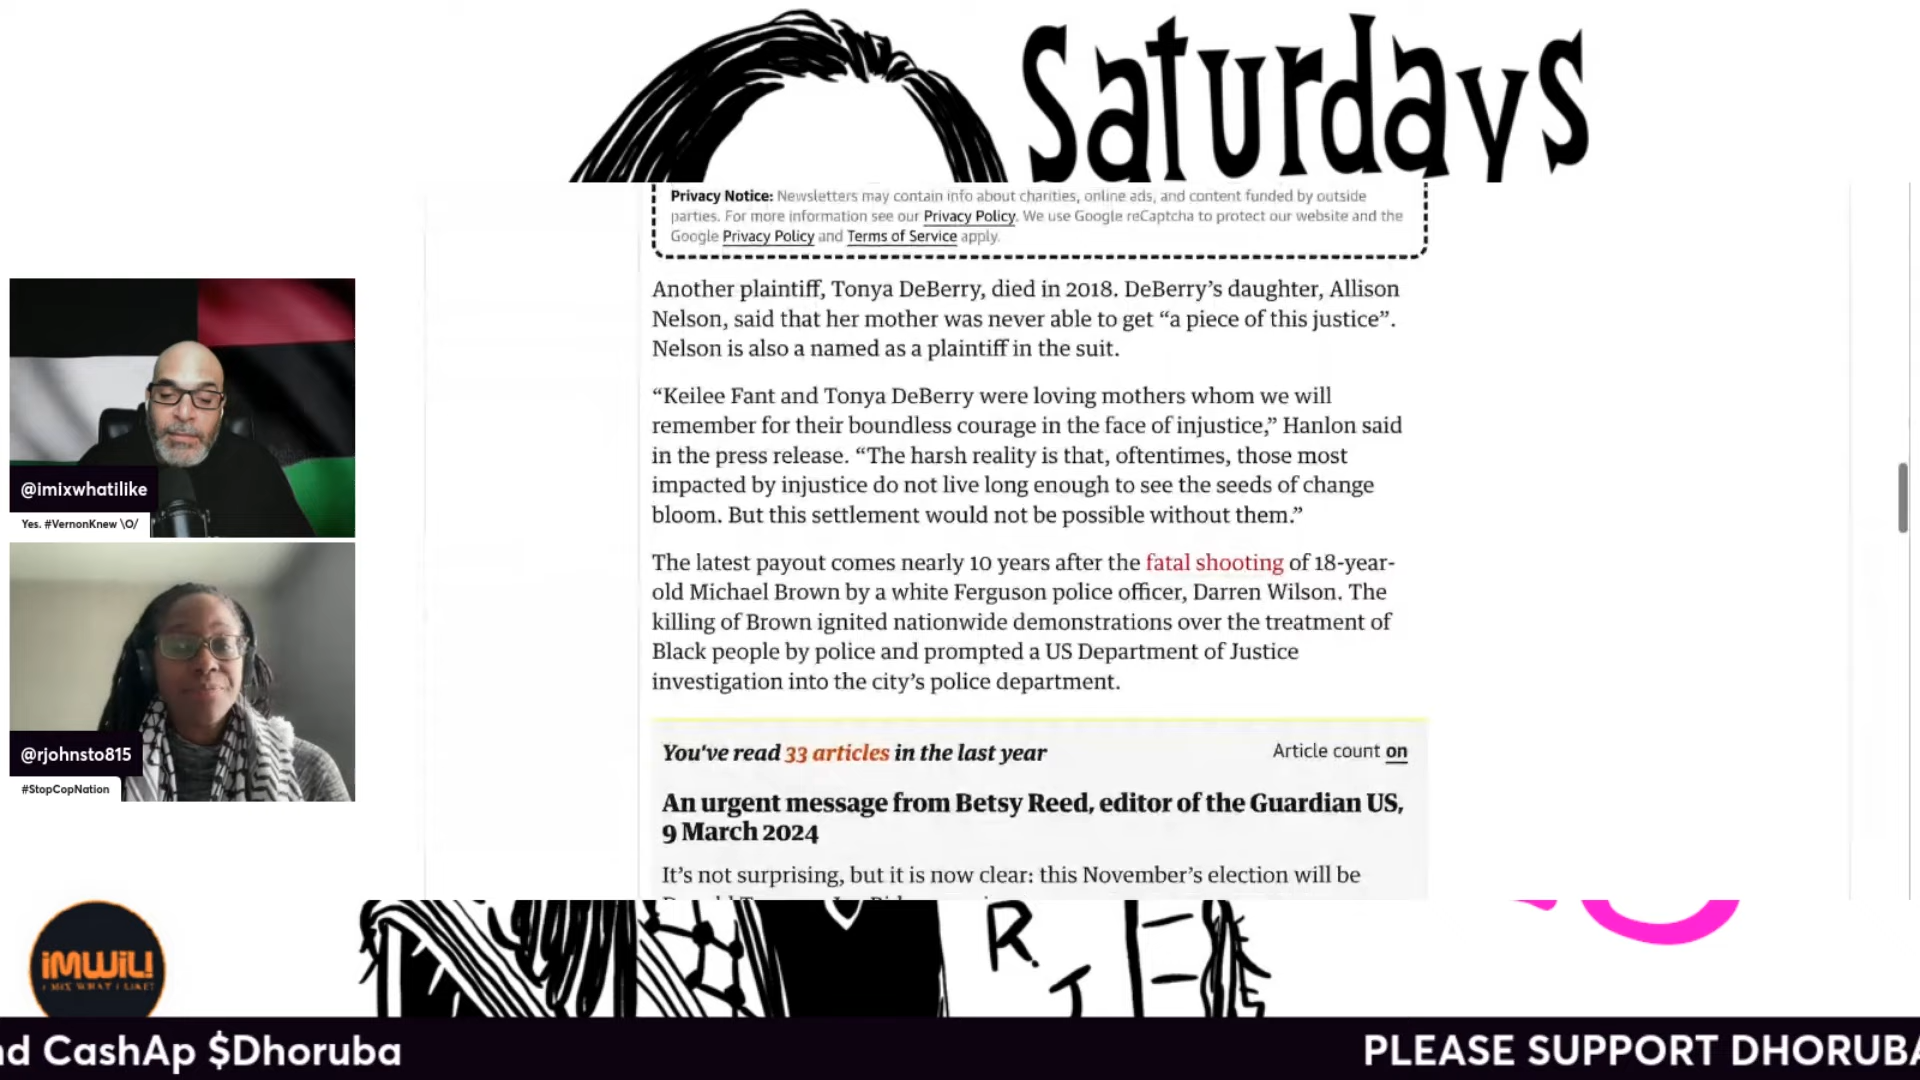 Saturdays
Privacy Notice: Newsletters may contain info about charities, online ads, and content funded by outside
parties. For more information see our Privacy Policy. We use Google reCaptcha to protect our website and the
Google Privacy Policy and Terms of Service apply.
Another plaintiff, Tonya DeBerry, died in 2018. DeBerry’s daughter, Allison
Nelson, said that her mother was never able to get “a piece of this justice”.
Nelson is also a named as a plaintiff in the suit.
“Keilee Fant and Tonya DeBerry were loving mothers whom we will
remember for their boundless courage in the face of injustice,” Hanlon said
in the press release. “The harsh reality is that, oftentimes, those most
impacted by injustice do not live long enough to see the seeds of change
bloom. But this settlement would not be possible without them.”
The latest payout comes nearly 10 years after the fatal shooting of 18-year-
old Michael Brown by a white Ferguson police officer, Darren Wilson. The
killing of Brown ignited nationwide demonstrations over the treatment of
Black people by police and prompted a US Department of Justice
investigation into the city’s police department.
You've read 33 articles in the last year
Article count on
An urgent message from Betsy Reed, editor of the Guardian US,
9 March 2024
It’s not surprising, but it is now clear: this November’s election will be
@imixwhatilike
Yes. #VernonKnew \O/
@rjohnsto815
#StopCopNation
iMWiL!
I MIX WHAT I LIKE!
R.
J
nd CashAp $Dhoruba
PLEASE SUPPORT DHORUBA